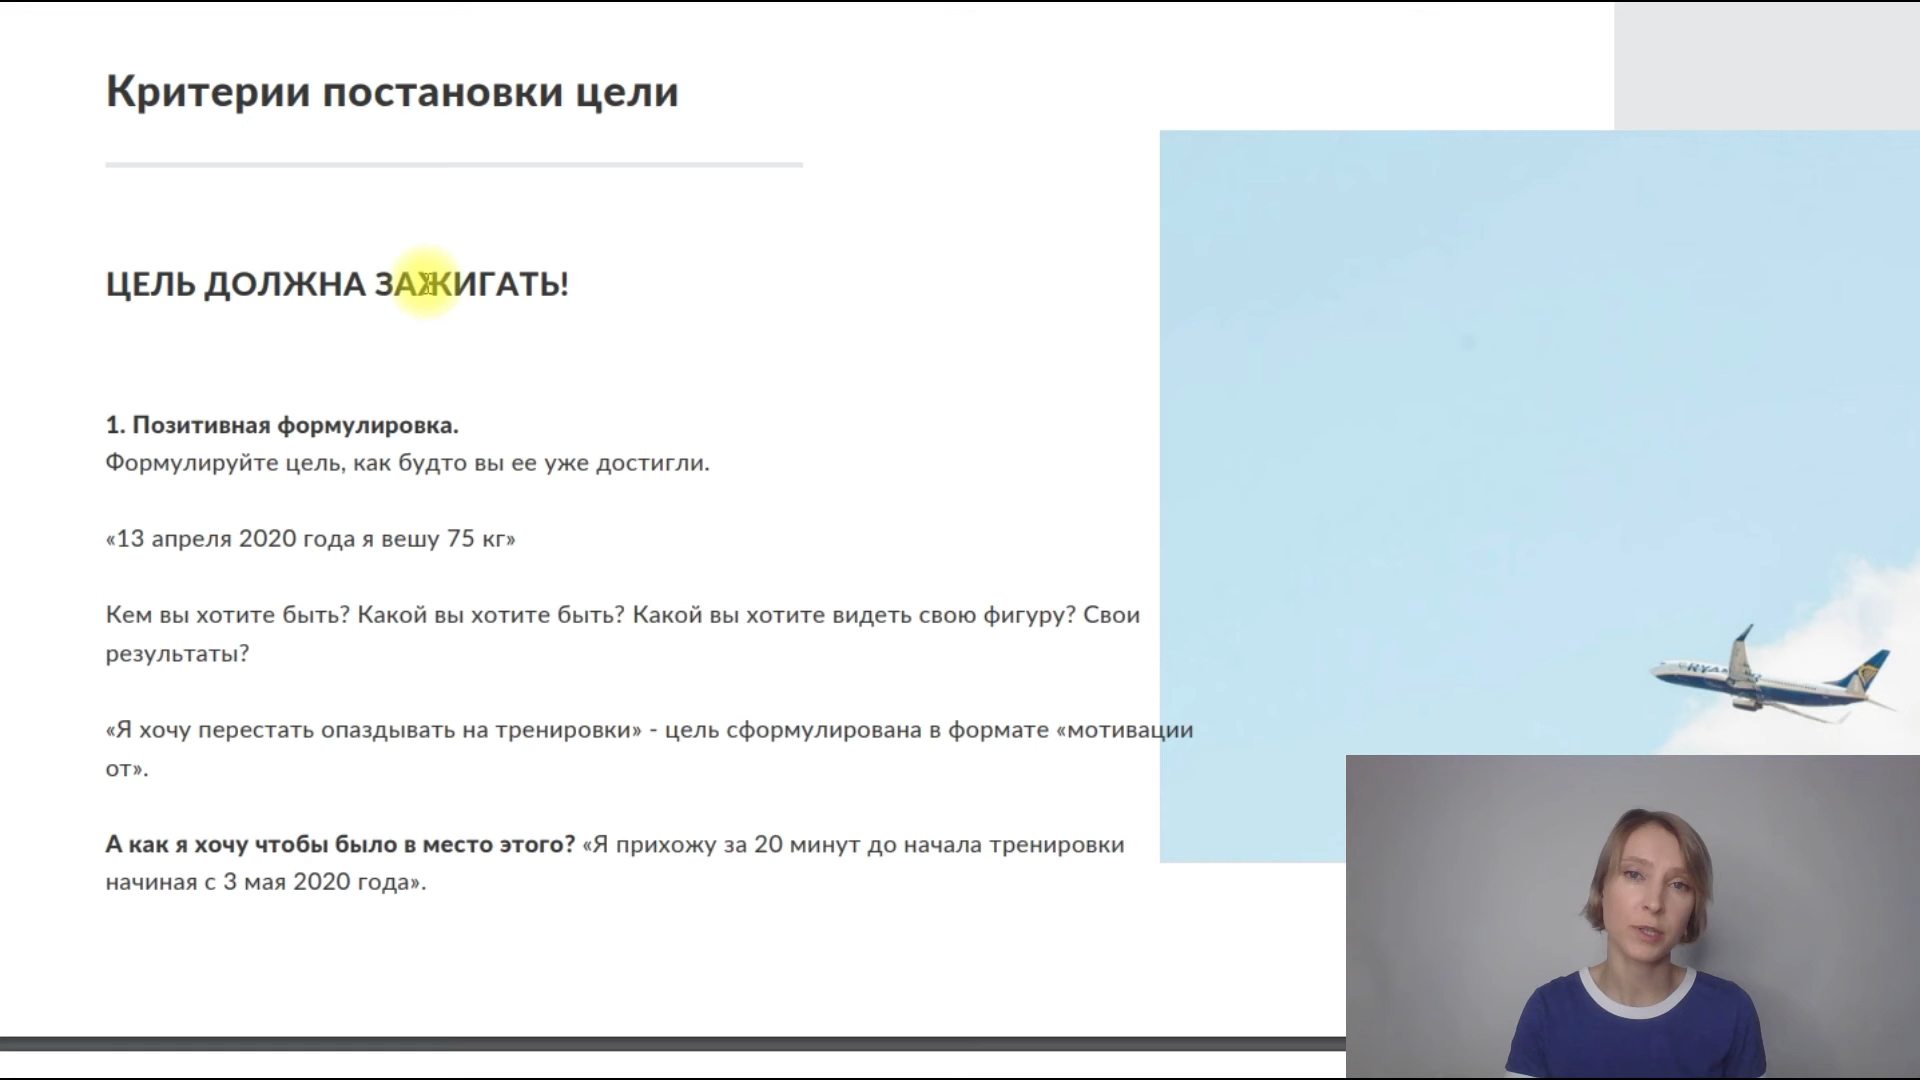 Критерии постановки цели
ЦЕЛЬ ДОЛЖНА ЗАЖИГАТЬ!
1. Позитивная формулировка.
Формулируйте цель, как будто вы ее уже достигли.
«13 апреля 2020 года я вешу 75 кг»
Кем вы хотите быть? Какой вы хотите быть? Какой вы хотите видеть свою фигуру? Свои
результаты?
«Я хочу перестать опаздывать на тренировки» - цель сформулирована в формате «мотивации
от».
А как я хочу чтобы было в место этого? «Я прихожу за 20 минут до начала тренировки
начиная с 3 мая 2020 года».